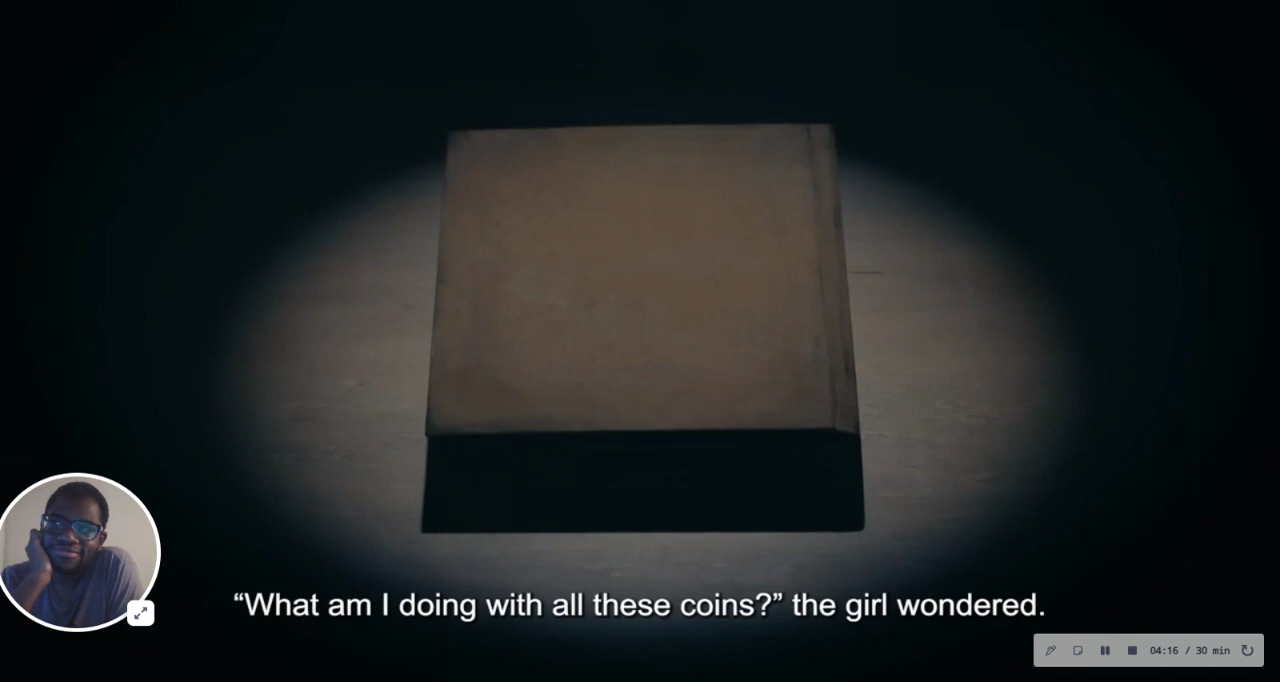 “What am I doing with all these coins?” the girl wondered.
04:16 / 30 min